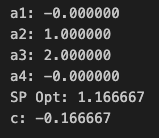 a1: -0.000000
a2: 1.000000
a3: 2.000000
a4: -0.000000
SP Opt: 1.166667
c: -0.166667